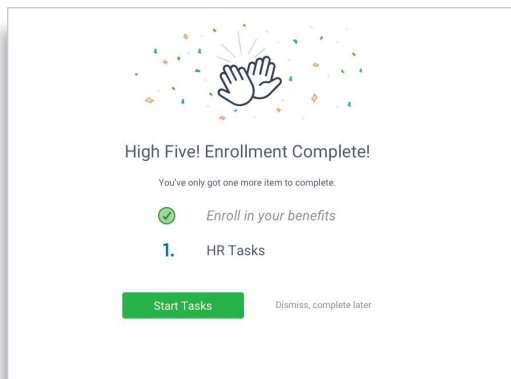 High Five! Enrollment Complete!
You've only got one more item to complete.
Enroll in your benefits
1. HR Tasks
Start Tasks Dismiss, complete later